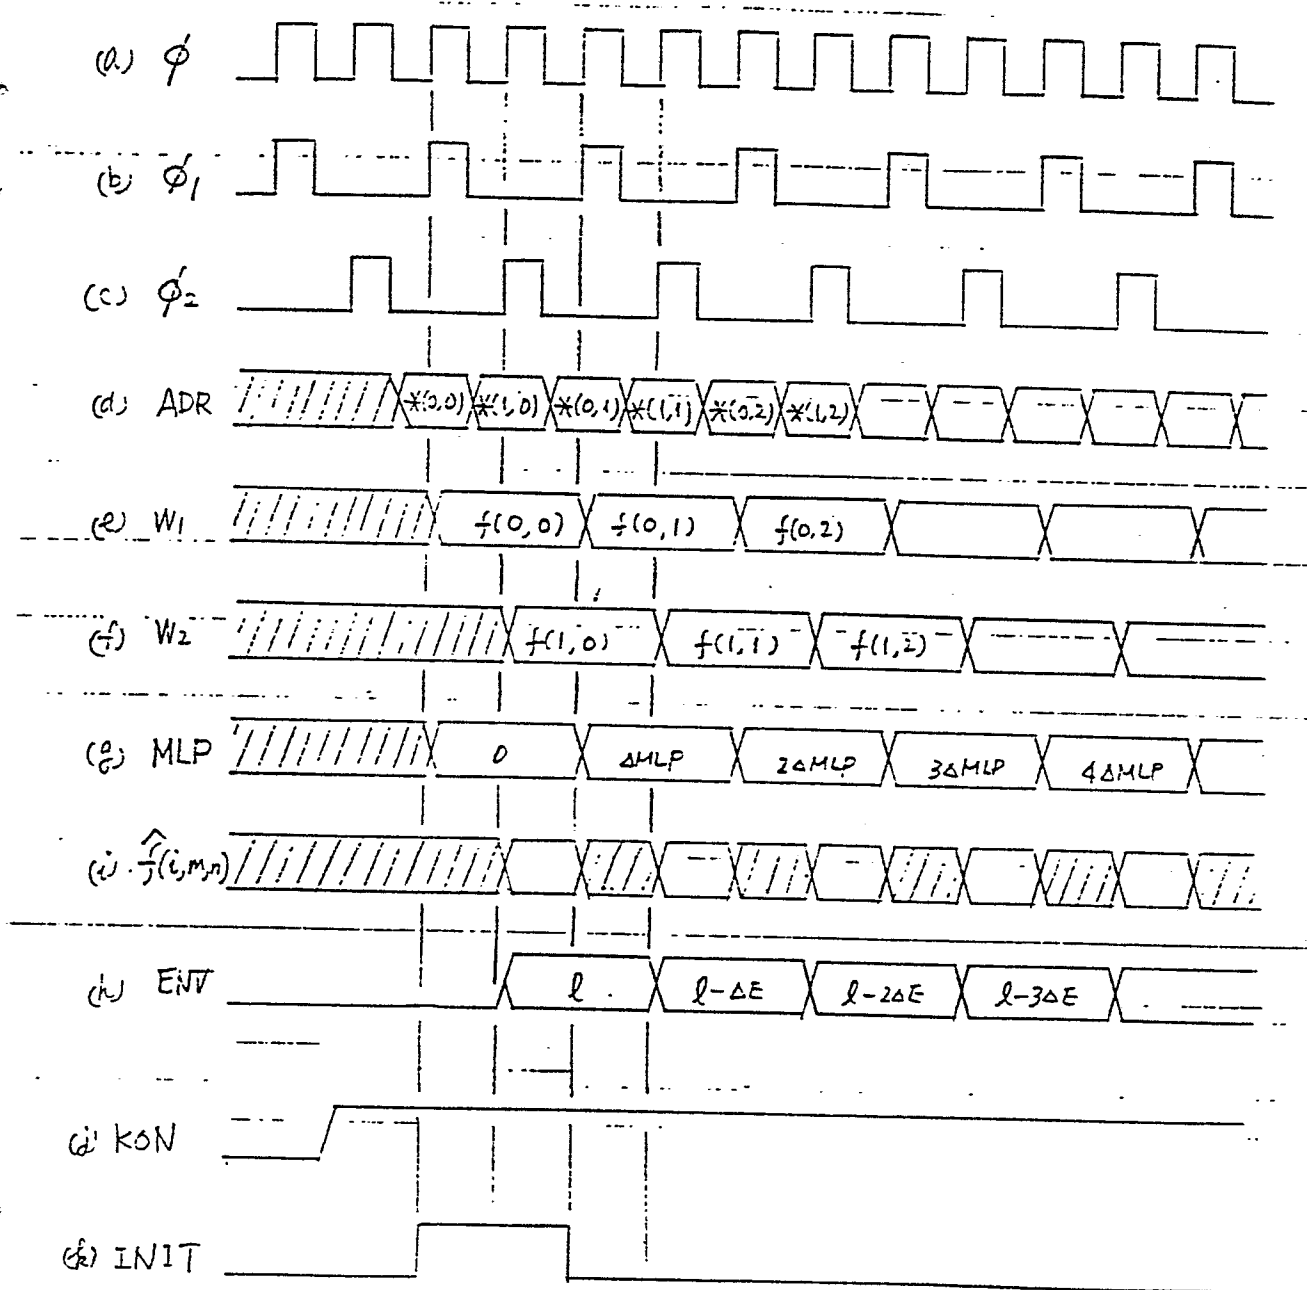 (a) φ
(b) φ1
(c) φ2
(d) ADR *(0,0) *(1,0) *(0,1) *(1,1) *(0,2) *(1,2)
(e) W1 f(0,0) f(0,1) f(0,2)
(f) W2 f(1,0) f(1,1) f(1,2)
(g) MLP 0 ΔMLP 2ΔMLP 3ΔMLP 4ΔMLP
(i) f̂(i,m,n)
(h) ENV l l-ΔE l-2ΔE l-3ΔE
(j) KON
(k) INIT